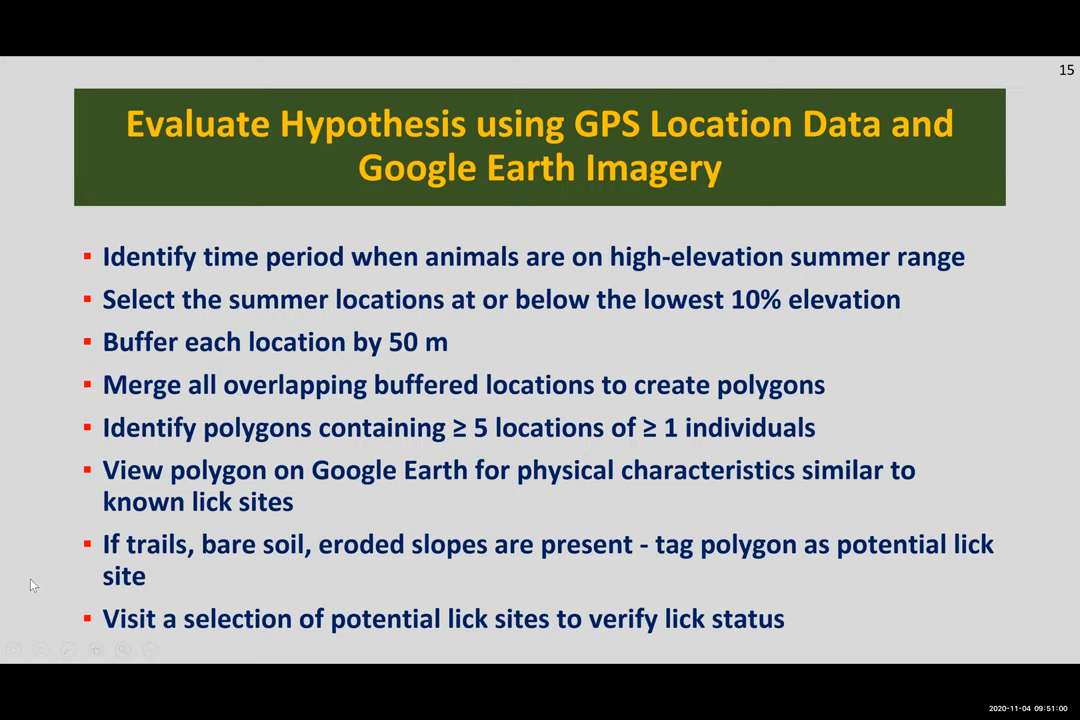 15
Evaluate Hypothesis using GPS Location Data and
Google Earth Imagery
▪ Identify time period when animals are on high-elevation summer range
▪ Select the summer locations at or below the lowest 10% elevation
▪ Buffer each location by 50 m
▪ Merge all overlapping buffered locations to create polygons
▪ Identify polygons containing ≥ 5 locations of ≥ 1 individuals
▪ View polygon on Google Earth for physical characteristics similar to
known lick sites
▪ If trails, bare soil, eroded slopes are present - tag polygon as potential lick
site
▪ Visit a selection of potential lick sites to verify lick status
2020-11-04 09:51:00